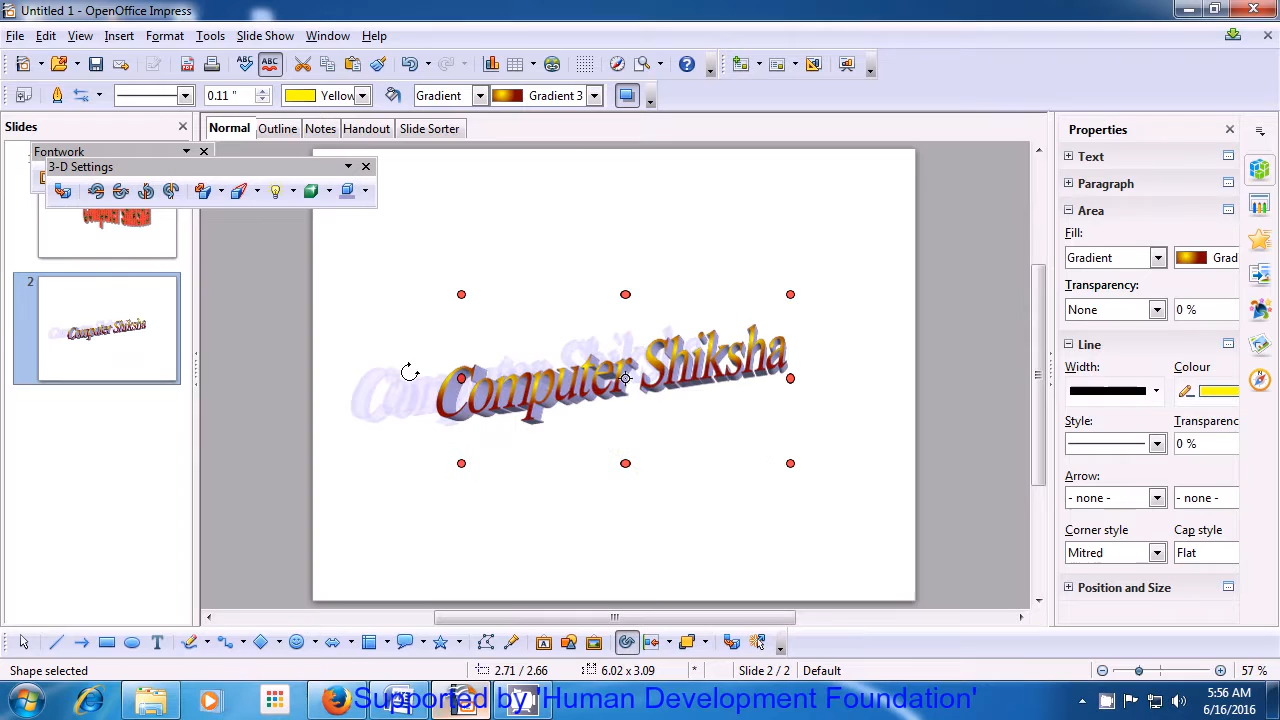 Untitled 1 - OpenOffice Impress
File Edit View Insert Format Tools Slide Show Window Help
0.11 " Yellow Gradient Gradient 3
Slides
Normal Outline Notes Handout Slide Sorter
Properties
Fontwork
3-D Settings
Text
Paragraph
Area
Fill:
Gradient Grad
Transparency:
None 0 %
2
Computer Shiksha
Computer Shiksha
Line
Width: Colour
Style: Transparenc
0 %
Arrow:
- none - - none -
Corner style Cap style
Mitred Flat
Position and Size
Shape selected 2.71 / 2.66 6.02 x 3.09 * Slide 2 / 2 Default 57 %
Supported by 'Human Development Foundation'
5:56 AM
6/16/2016